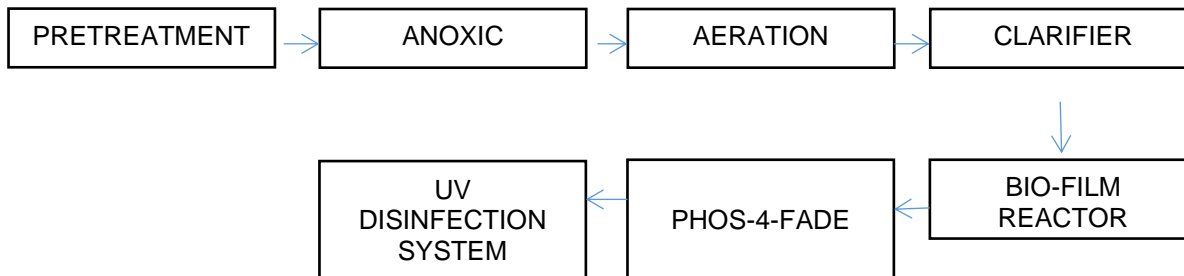 PRETREATMENT
ANOXIC
AERATION
CLARIFIER
BIO-FILM
REACTOR
PHOS-4-FADE
UV
DISINFECTION
SYSTEM